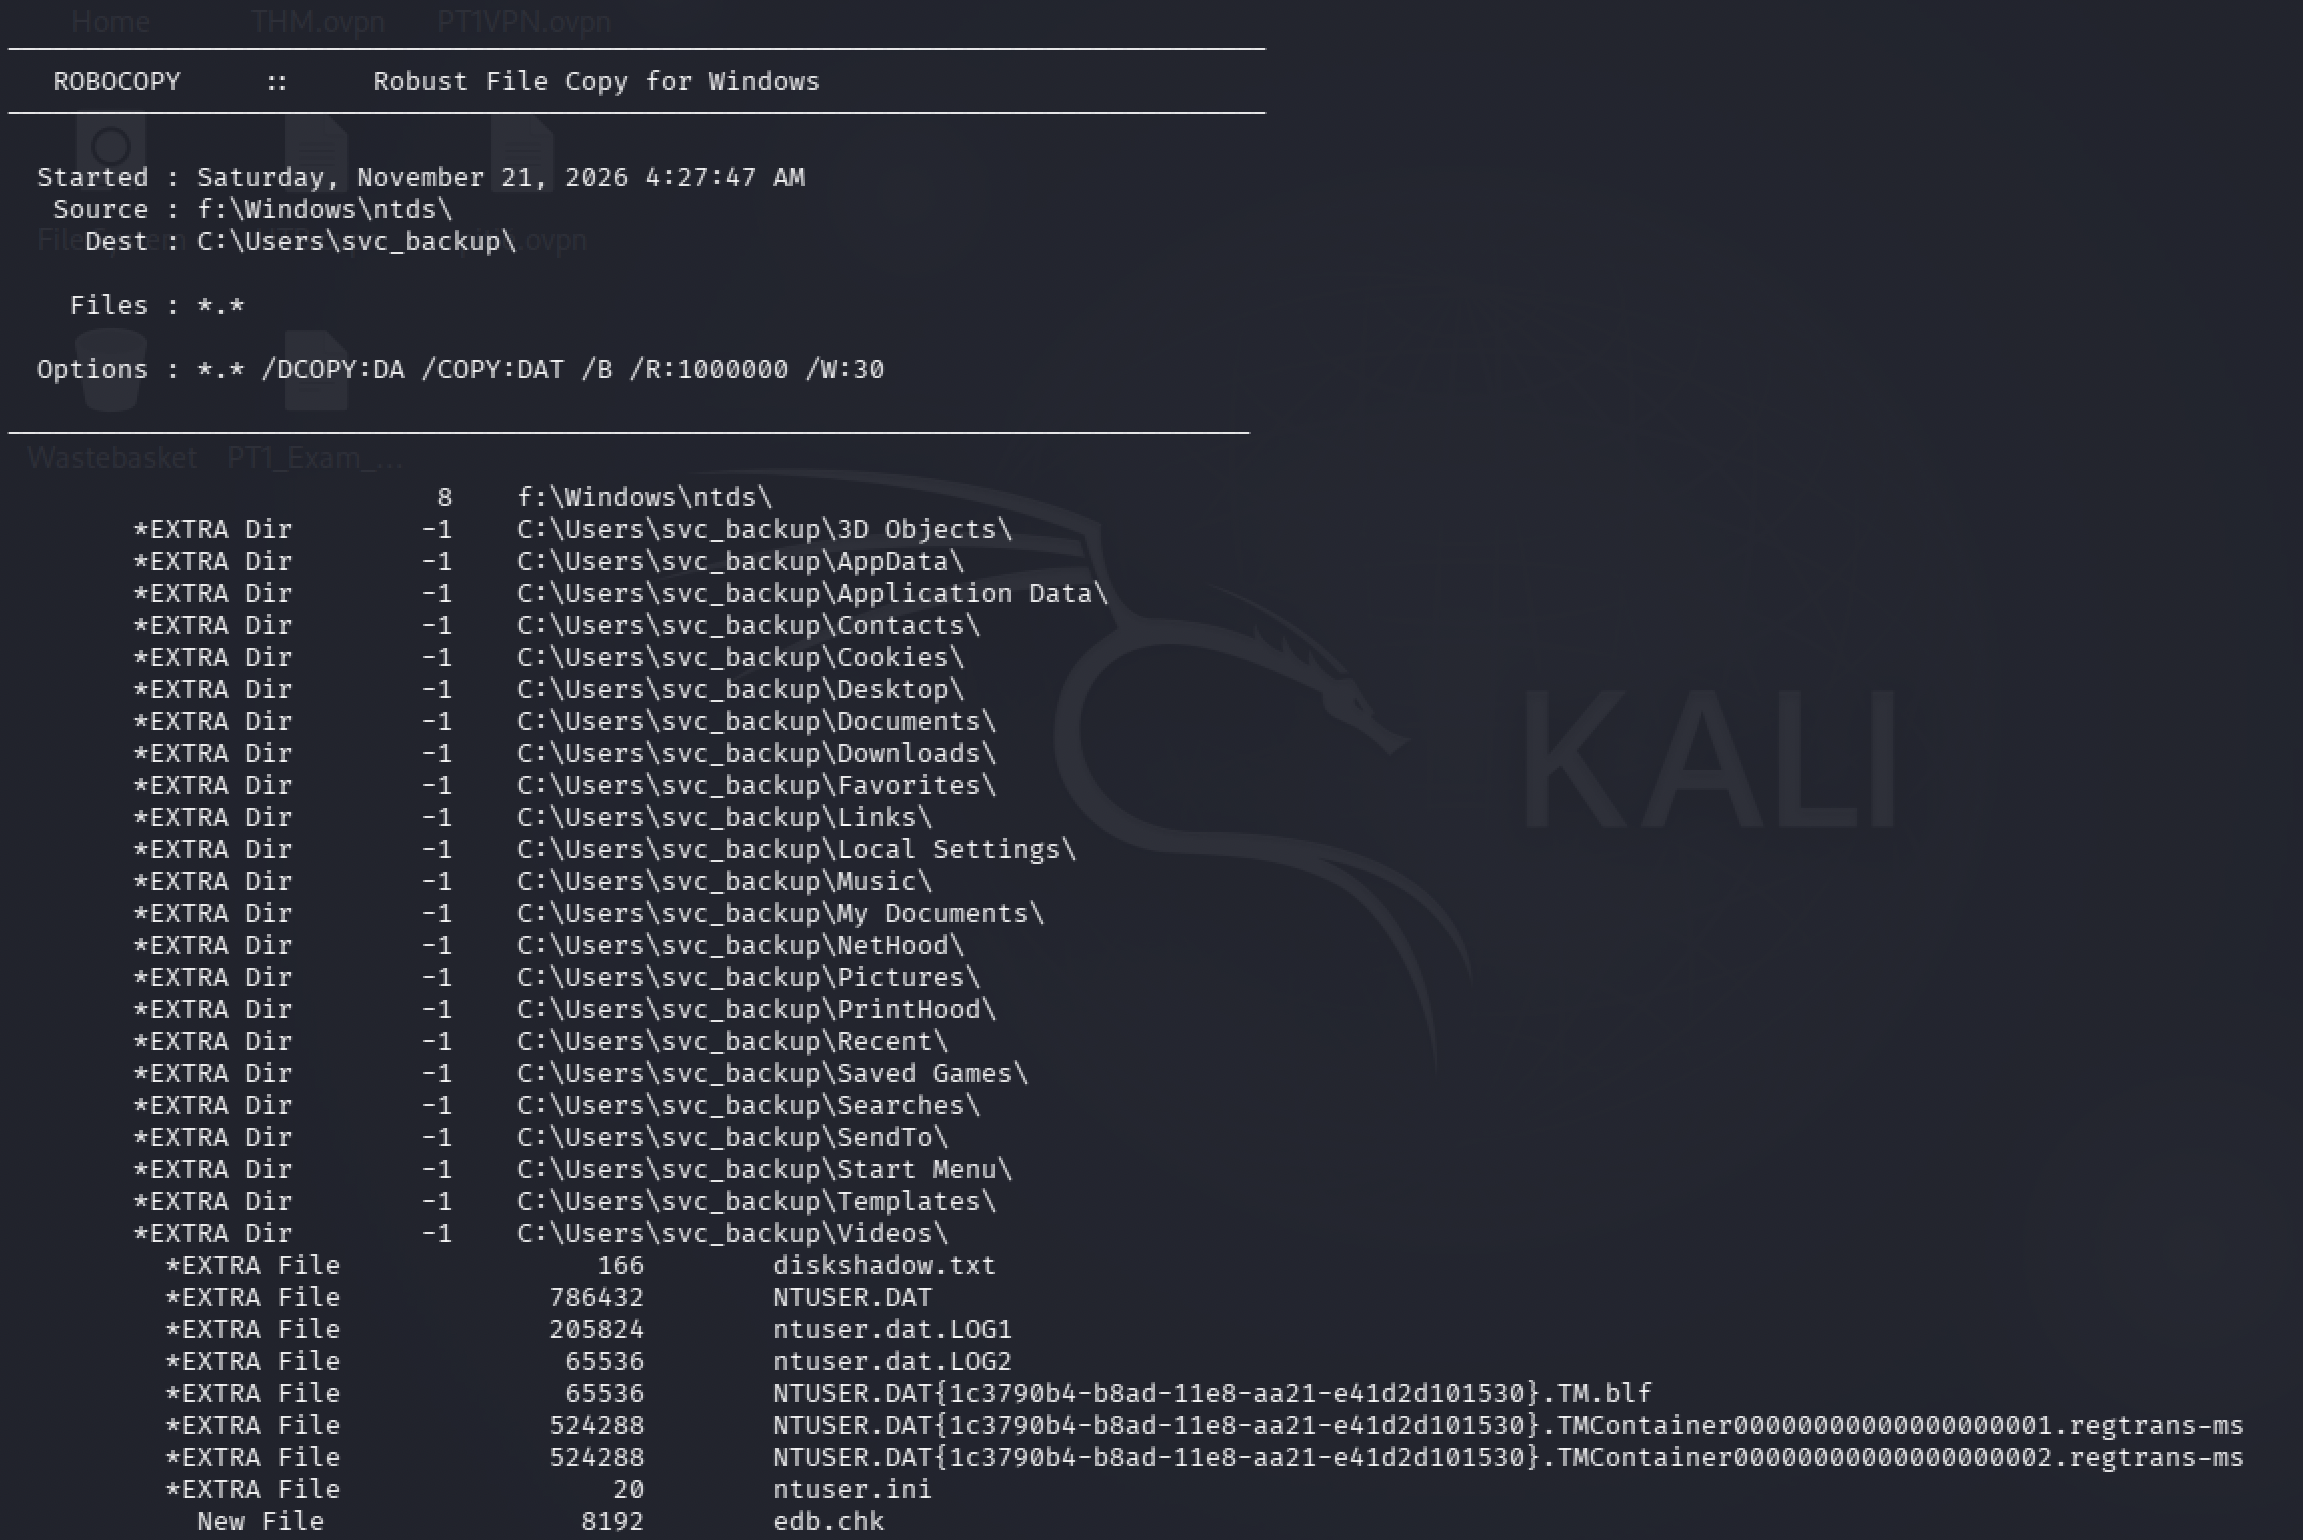 Home THM.ovpn PT1VPN.ovpn
ROBOCOPY :: Robust File Copy for Windows
Started : Saturday, November 21, 2026 4:27:47 AM
Source : f:\Windows\ntds\
Dest : C:\Users\svc_backup\
File System .ovpn
Files : *.*
Options : *.* /DCOPY:DA /COPY:DAT /B /R:1000000 /W:30
Wastebasket PT1_Exam_...
8 f:\Windows\ntds\
*EXTRA Dir -1 C:\Users\svc_backup\3D Objects\
*EXTRA Dir -1 C:\Users\svc_backup\AppData\
*EXTRA Dir -1 C:\Users\svc_backup\Application Data\
*EXTRA Dir -1 C:\Users\svc_backup\Contacts\
*EXTRA Dir -1 C:\Users\svc_backup\Cookies\
*EXTRA Dir -1 C:\Users\svc_backup\Desktop\
*EXTRA Dir -1 C:\Users\svc_backup\Documents\
*EXTRA Dir -1 C:\Users\svc_backup\Downloads\
*EXTRA Dir -1 C:\Users\svc_backup\Favorites\
*EXTRA Dir -1 C:\Users\svc_backup\Links\
*EXTRA Dir -1 C:\Users\svc_backup\Local Settings\
*EXTRA Dir -1 C:\Users\svc_backup\Music\
*EXTRA Dir -1 C:\Users\svc_backup\My Documents\
*EXTRA Dir -1 C:\Users\svc_backup\NetHood\
*EXTRA Dir -1 C:\Users\svc_backup\Pictures\
*EXTRA Dir -1 C:\Users\svc_backup\PrintHood\
*EXTRA Dir -1 C:\Users\svc_backup\Recent\
*EXTRA Dir -1 C:\Users\svc_backup\Saved Games\
*EXTRA Dir -1 C:\Users\svc_backup\Searches\
*EXTRA Dir -1 C:\Users\svc_backup\SendTo\
*EXTRA Dir -1 C:\Users\svc_backup\Start Menu\
*EXTRA Dir -1 C:\Users\svc_backup\Templates\
*EXTRA Dir -1 C:\Users\svc_backup\Videos\
*EXTRA File 166 diskshadow.txt
*EXTRA File 786432 NTUSER.DAT
*EXTRA File 205824 ntuser.dat.LOG1
*EXTRA File 65536 ntuser.dat.LOG2
*EXTRA File 65536 NTUSER.DAT{1c3790b4-b8ad-11e8-aa21-e41d2d101530}.TM.blf
*EXTRA File 524288 NTUSER.DAT{1c3790b4-b8ad-11e8-aa21-e41d2d101530}.TMContainer00000000000000000001.regtrans-ms
*EXTRA File 524288 NTUSER.DAT{1c3790b4-b8ad-11e8-aa21-e41d2d101530}.TMContainer00000000000000000002.regtrans-ms
*EXTRA File 20 ntuser.ini
New File 8192 edb.chk
KALI